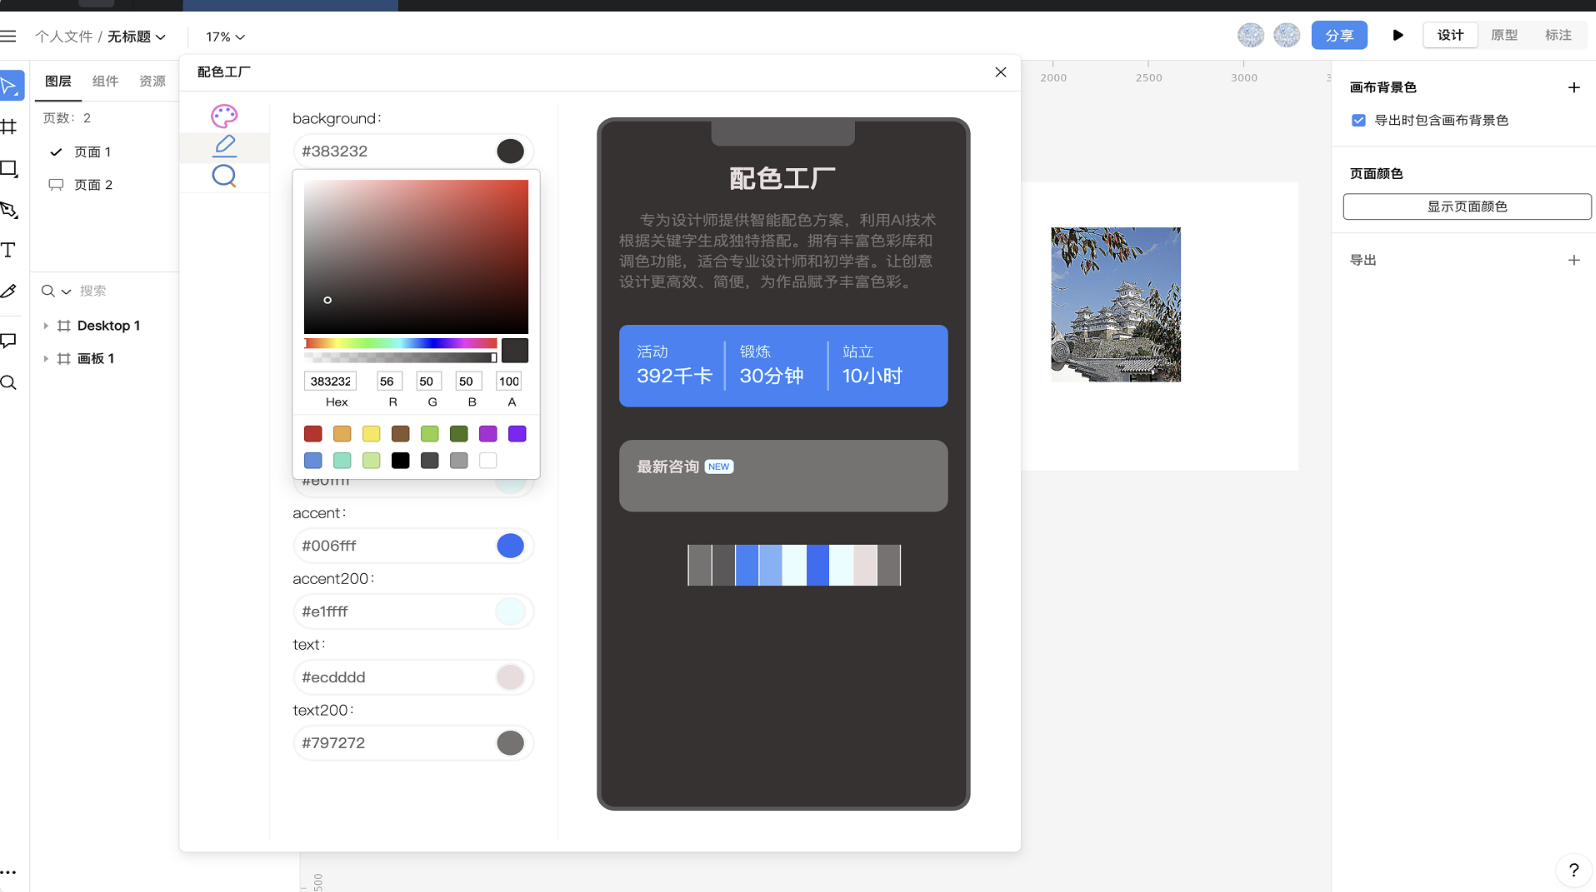 个人文件 / 无标题
17%
分享
设计
原型
标注
图层
组件
资源
页数: 2
页面 1
页面 2
搜索
Desktop 1
画板 1
配色工厂
background:
#383232
383232
56
50
50
100
Hex
R
G
B
A
accent:
#006fff
accent200:
#e1ffff
text:
#ecdddd
text200:
#797272
配色工厂
专为设计师提供智能配色方案，利用AI技术
根据关键字生成独特搭配。拥有丰富色彩库和
调色功能，适合专业设计师和初学者。让创意
设计更高效、简便，为作品赋予丰富色彩。
活动
392千卡
锻炼
30分钟
站立
10小时
最新咨询 NEW
2000
2500
3000
500
画布背景色
导出时包含画布背景色
页面颜色
显示页面颜色
导出
?